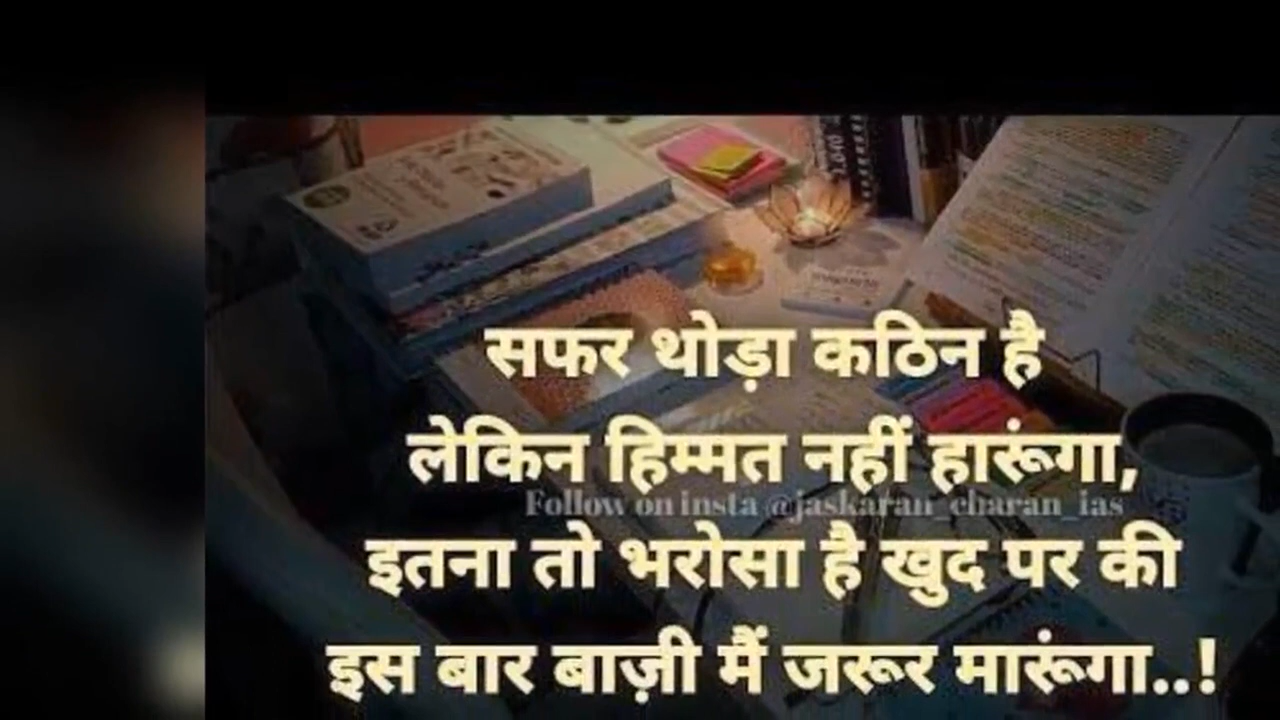 सफर थोड़ा कठिन है
लेकिन हिम्मत नहीं हारूंगा,
Follow on insta @jaskaran_charan_ias
इतना तो भरोसा है खुद पर की
इस बार बाज़ी मैं जरूर मारूंगा..!